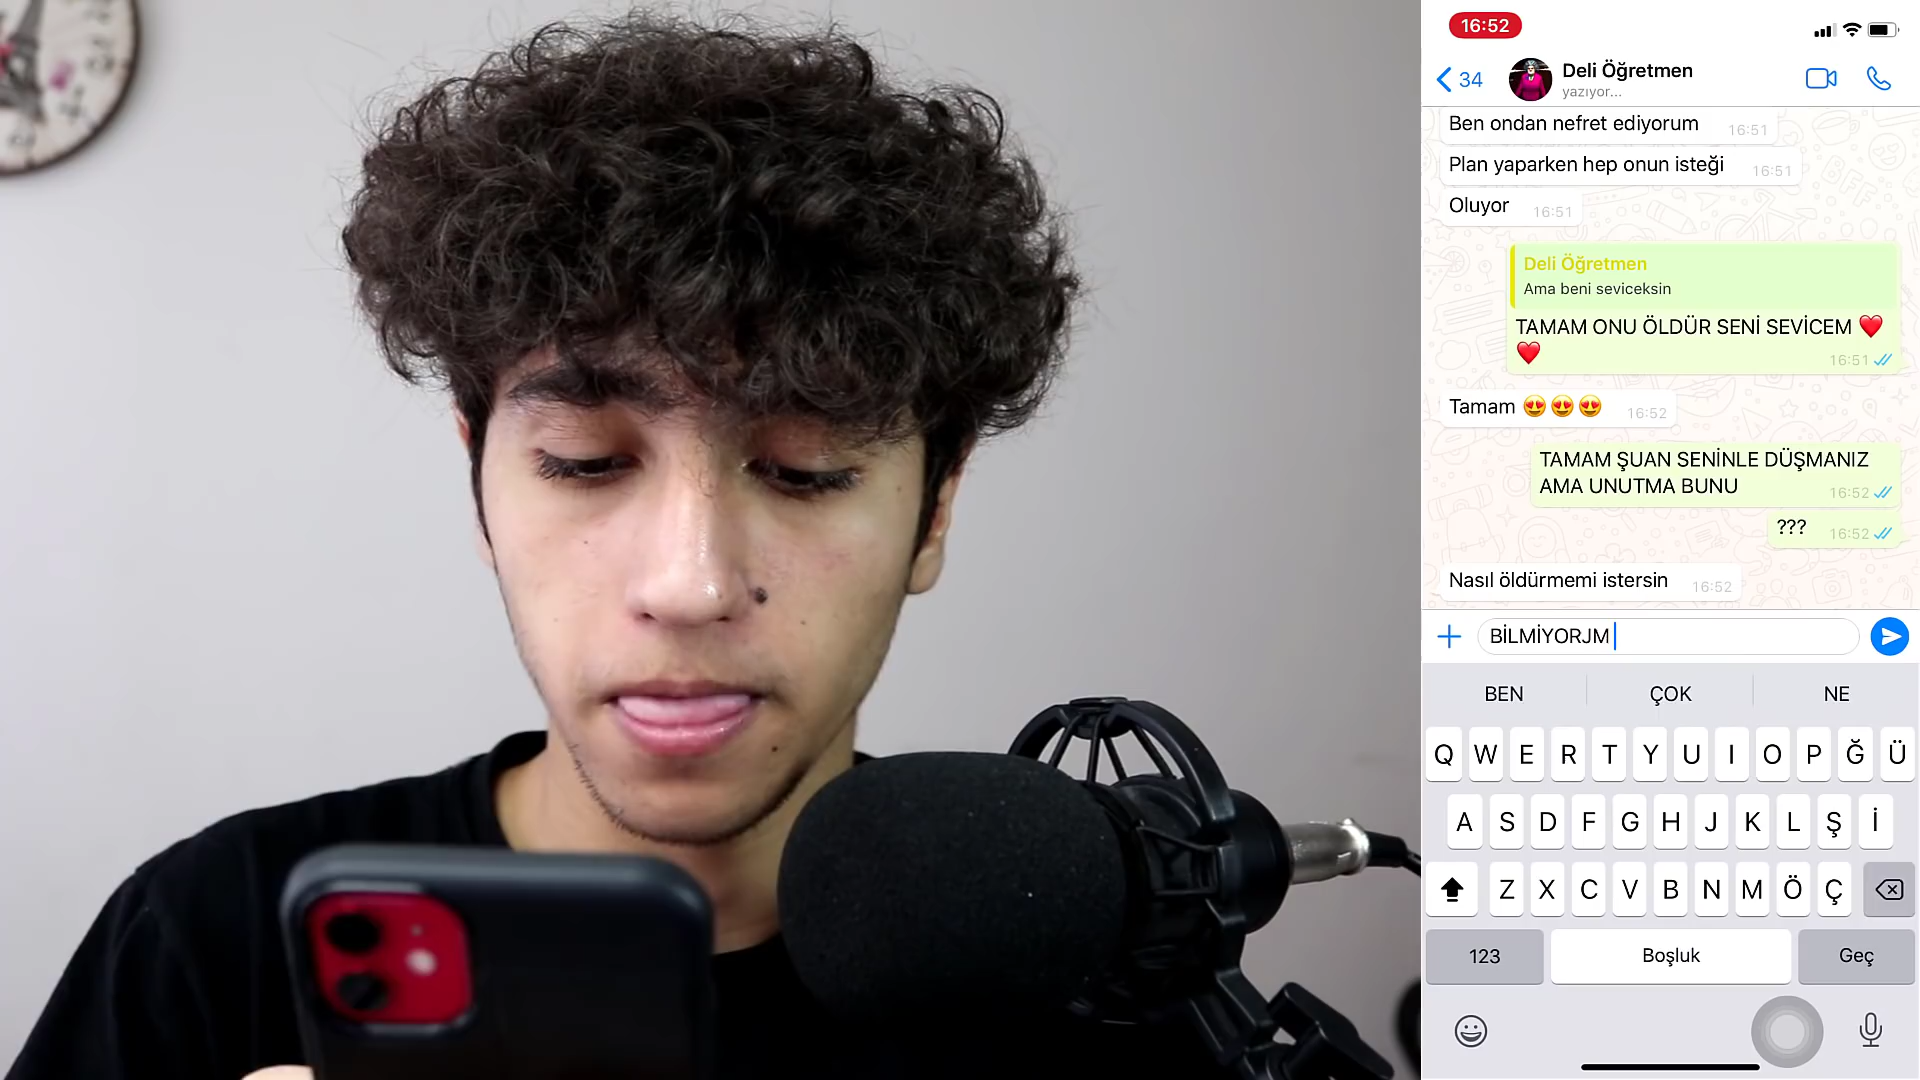 16:52
34
Deli Öğretmen
yazıyor...
Ben ondan nefret ediyorum 16:51
Plan yaparken hep onun isteği 16:51
Oluyor 16:51
Deli Öğretmen
Ama beni seviceksin
TAMAM ONU ÖLDÜR SENİ SEVİCEM ❤️
❤️ 16:51
Tamam 😍😍😍 16:52
TAMAM ŞUAN SENİNLE DÜŞMANIZ
AMA UNUTMA BUNU 16:52
??? 16:52
Nasıl öldürmemi istersin 16:52
BİLMİYORJM
BEN ÇOK NE
Q W E R T Y U I O P Ğ Ü
A S D F G H J K L Ş İ
Z X C V B N M Ö Ç
123 Boşluk Geç